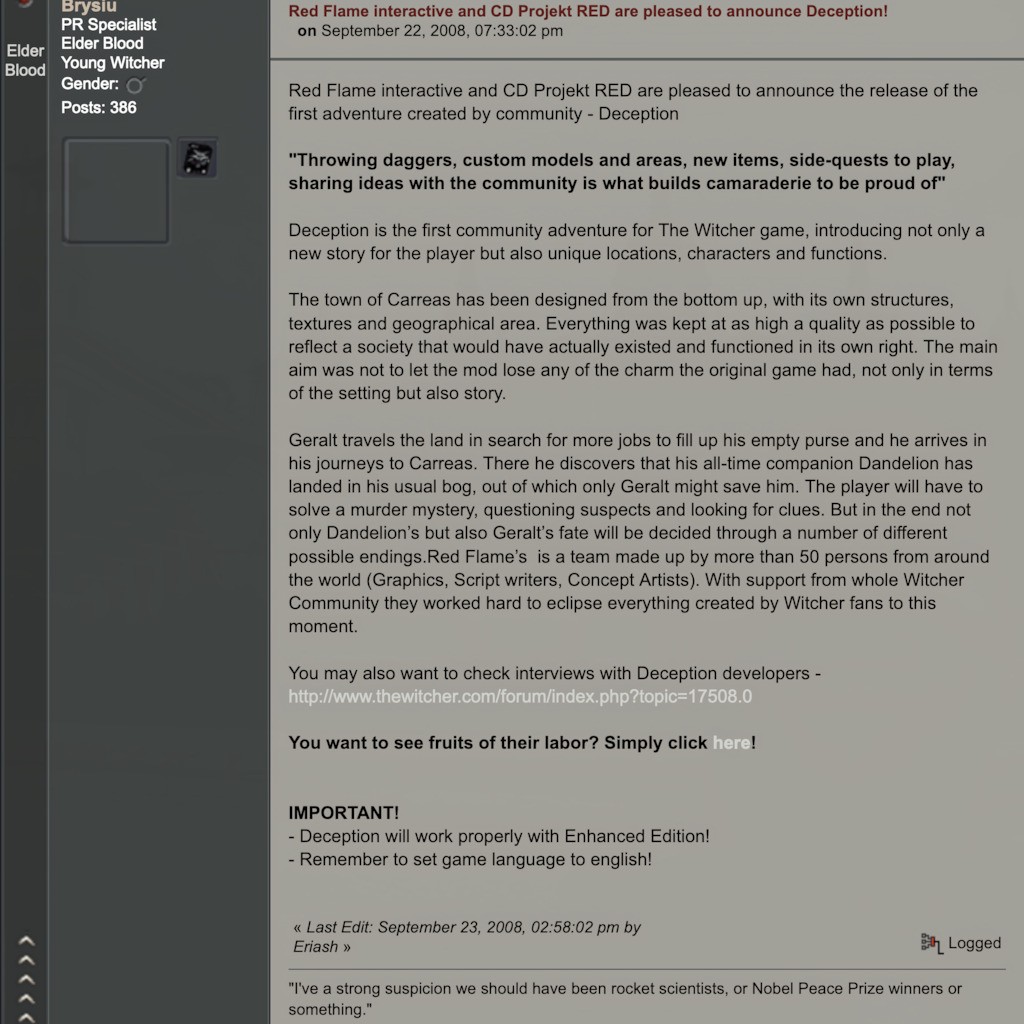 Elder
Blood
Brysiu
PR Specialist
Elder Blood
Young Witcher
Gender:
Posts: 386
Red Flame interactive and CD Projekt RED are pleased to announce Deception!
on September 22, 2008, 07:33:02 pm
Red Flame interactive and CD Projekt RED are pleased to announce the release of the
first adventure created by community - Deception
"Throwing daggers, custom models and areas, new items, side-quests to play,
sharing ideas with the community is what builds camaraderie to be proud of"
Deception is the first community adventure for The Witcher game, introducing not only a
new story for the player but also unique locations, characters and functions.
The town of Carreas has been designed from the bottom up, with its own structures,
textures and geographical area. Everything was kept at as high a quality as possible to
reflect a society that would have actually existed and functioned in its own right. The main
aim was not to let the mod lose any of the charm the original game had, not only in terms
of the setting but also story.
Geralt travels the land in search for more jobs to fill up his empty purse and he arrives in
his journeys to Carreas. There he discovers that his all-time companion Dandelion has
landed in his usual bog, out of which only Geralt might save him. The player will have to
solve a murder mystery, questioning suspects and looking for clues. But in the end not
only Dandelion’s but also Geralt’s fate will be decided through a number of different
possible endings.Red Flame’s  is a team made up by more than 50 persons from around
the world (Graphics, Script writers, Concept Artists). With support from whole Witcher
Community they worked hard to eclipse everything created by Witcher fans to this
moment.
You may also want to check interviews with Deception developers -
http://www.thewitcher.com/forum/index.php?topic=17508.0
You want to see fruits of their labor? Simply click here!
IMPORTANT!
- Deception will work properly with Enhanced Edition!
- Remember to set game language to english!
« Last Edit: September 23, 2008, 02:58:02 pm by
Eriash »
Logged
"I've a strong suspicion we should have been rocket scientists, or Nobel Peace Prize winners or
something."